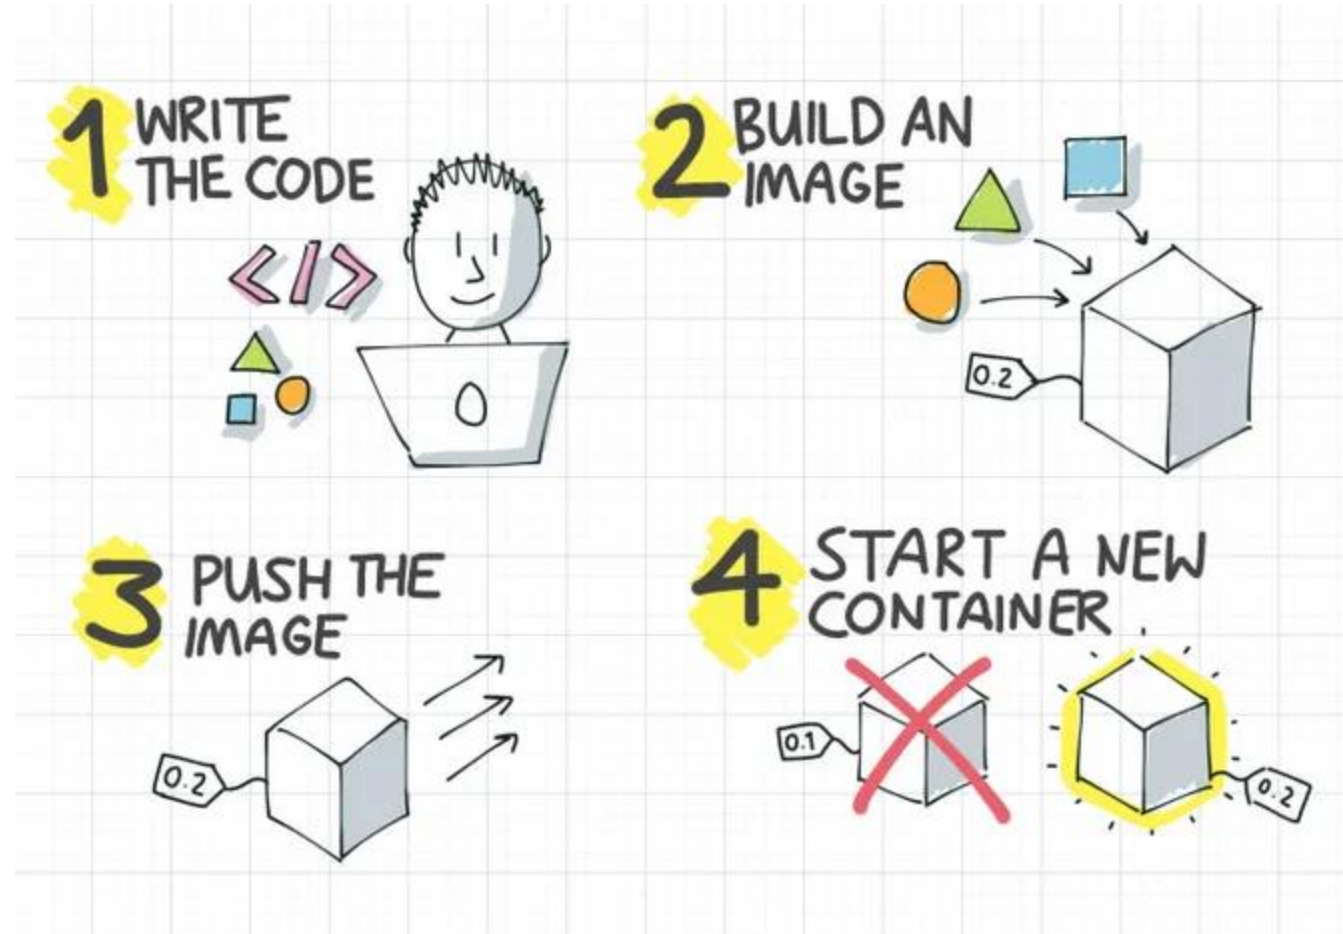 1 WRITE
THE CODE
</>
2 BUILD AN
IMAGE
0.2
3 PUSH THE
IMAGE
0.2
4 START A NEW
CONTAINER
0.1
0.2